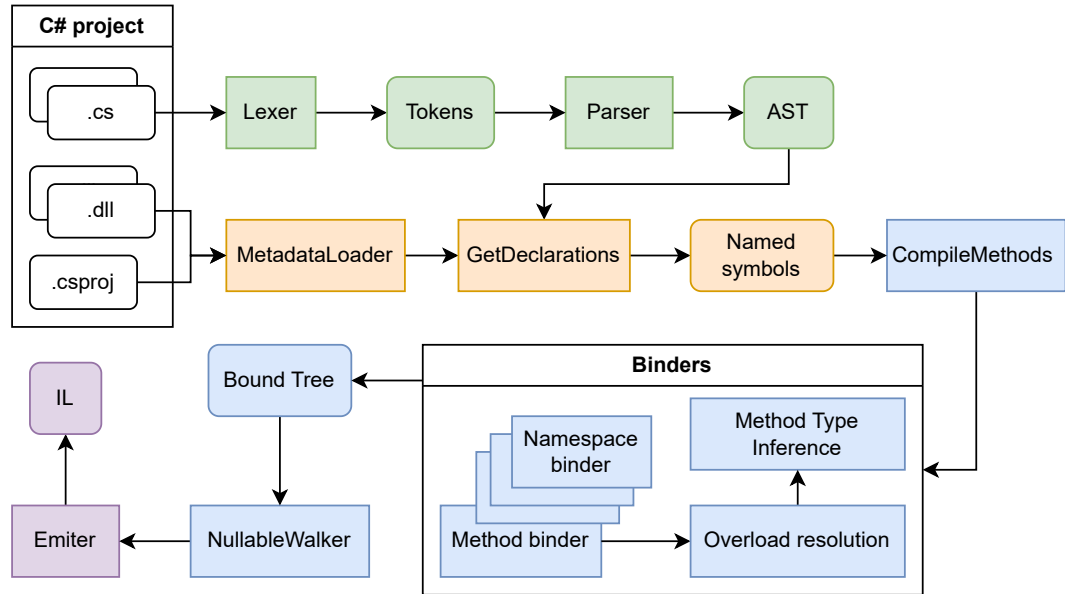 C# project
.cs
Lexer
Tokens
Parser
AST
.dll
.csproj
MetadataLoader
GetDeclarations
Named
symbols
CompileMethods
Binders
Namespace
binder
Method binder
Method Type
Inference
Overload resolution
Bound Tree
NullableWalker
IL
Emiter